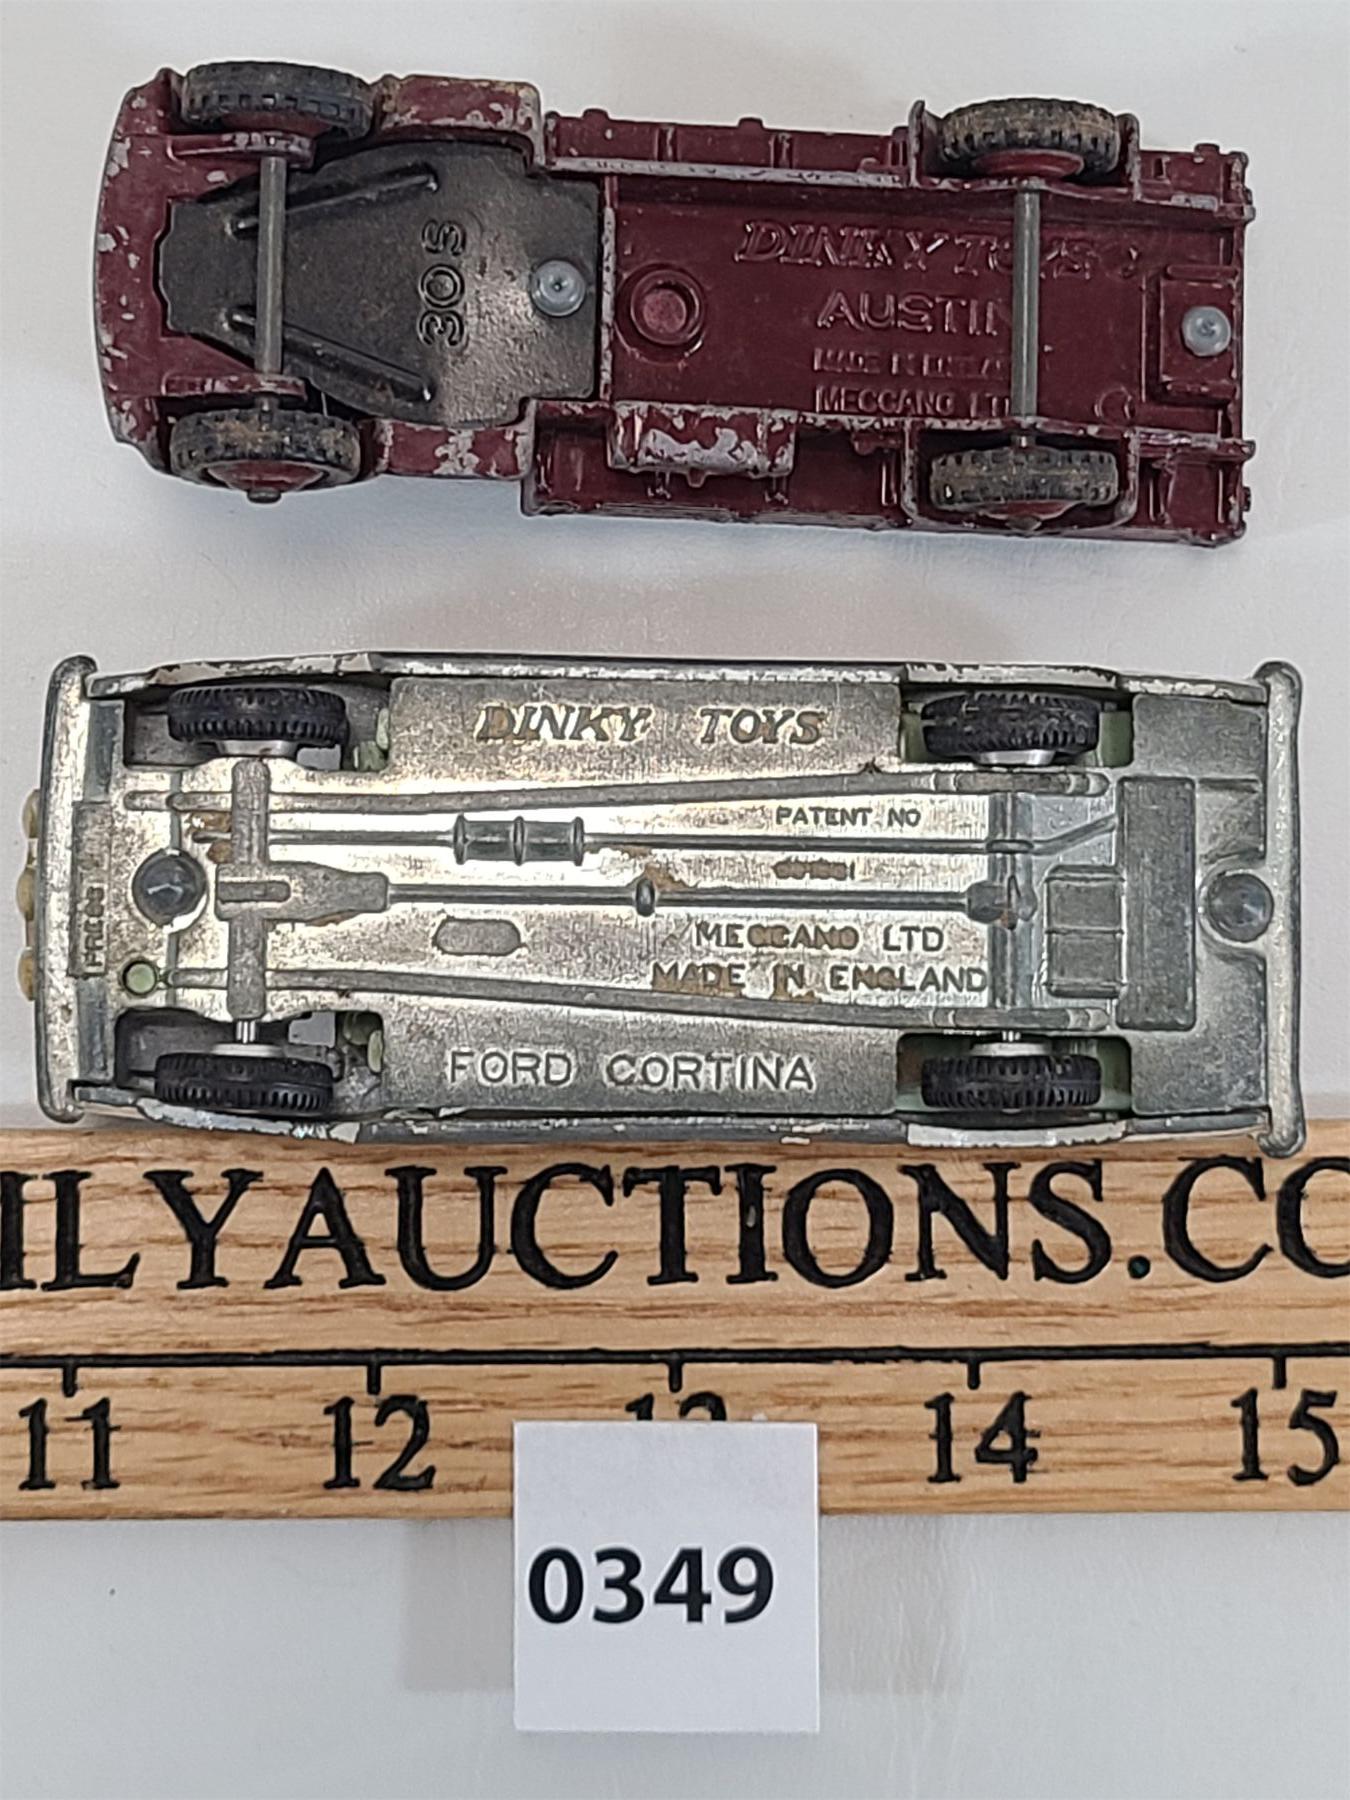 30S
DINKY TOYS
AUSTIN
MECCANO LTD
DINKY TOYS
PATENT NO
MECCANO LTD
MADE IN ENGLAND
FORD CORTINA
ILYAUCTIONS.CO
11 12 13 14 15
0349